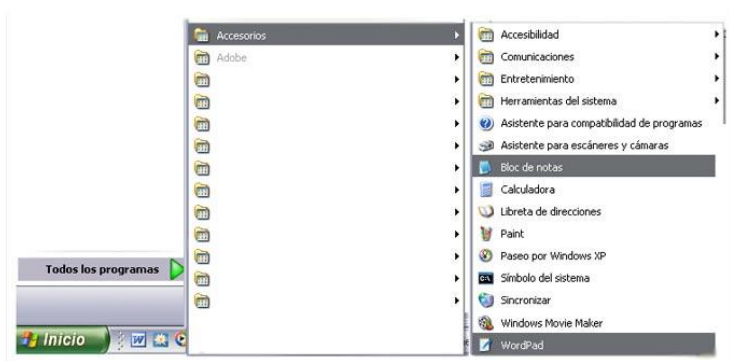 Accesorios
Adobe
Accesibilidad
Comunicaciones
Entretenimiento
Herramientas del sistema
Asistente para compatibilidad de programas
Asistente para escáneres y cámaras
Bloc de notas
Calculadora
Libreta de direcciones
Paint
Paseo por Windows XP
Símbolo del sistema
Sincronizar
Windows Movie Maker
WordPad
Todos los programas
Inicio